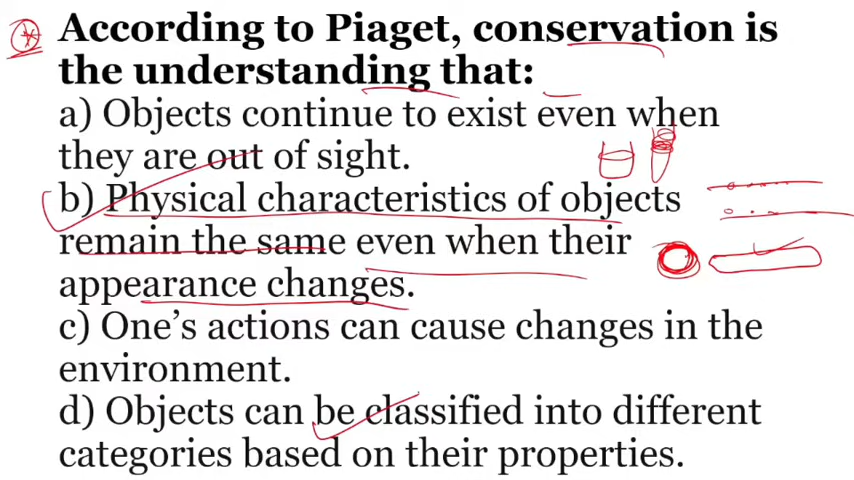 According to Piaget, conservation is
the understanding that:
a) Objects continue to exist even when
they are out of sight.
b) Physical characteristics of objects
remain the same even when their
appearance changes.
c) One’s actions can cause changes in the
environment.
d) Objects can be classified into different
categories based on their properties.